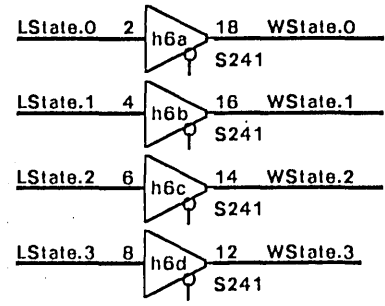 LState.0 2 h6a 18 WState.0
S241
LState.1 4 h6b 16 WState.1
S241
LState.2 6 h6c 14 WState.2
S241
LState.3 8 h6d 12 WState.3
S241